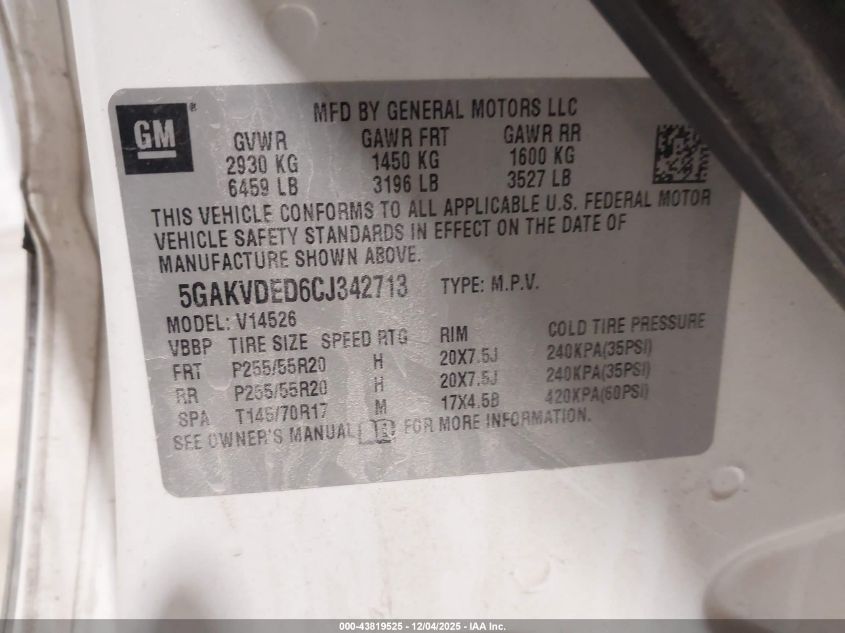 GM ®
MFD BY GENERAL MOTORS LLC
GVWR GAWR FRT GAWR RR
2930 KG 1450 KG 1600 KG
6459 LB 3196 LB 3527 LB
THIS VEHICLE CONFORMS TO ALL APPLICABLE U.S. FEDERAL MOTOR
VEHICLE SAFETY STANDARDS IN EFFECT ON THE DATE OF
MANUFACTURE SHOWN ABOVE.
5GAKVDED6CJ342713 TYPE: M.P.V.
MODEL: V14526
VBBP TIRE SIZE SPEED RTG RIM COLD TIRE PRESSURE
FRT P255/55R20 H 20X7.5J 240KPA(35PSI)
RR P255/55R20 H 20X7.5J 240KPA(35PSI)
SPA T145/70R17 M 17X4.5B 420KPA(60PSI)
SEE OWNER'S MANUAL FOR MORE INFORMATION.
000-43819525 - 12/04/2025 - IAA Inc.